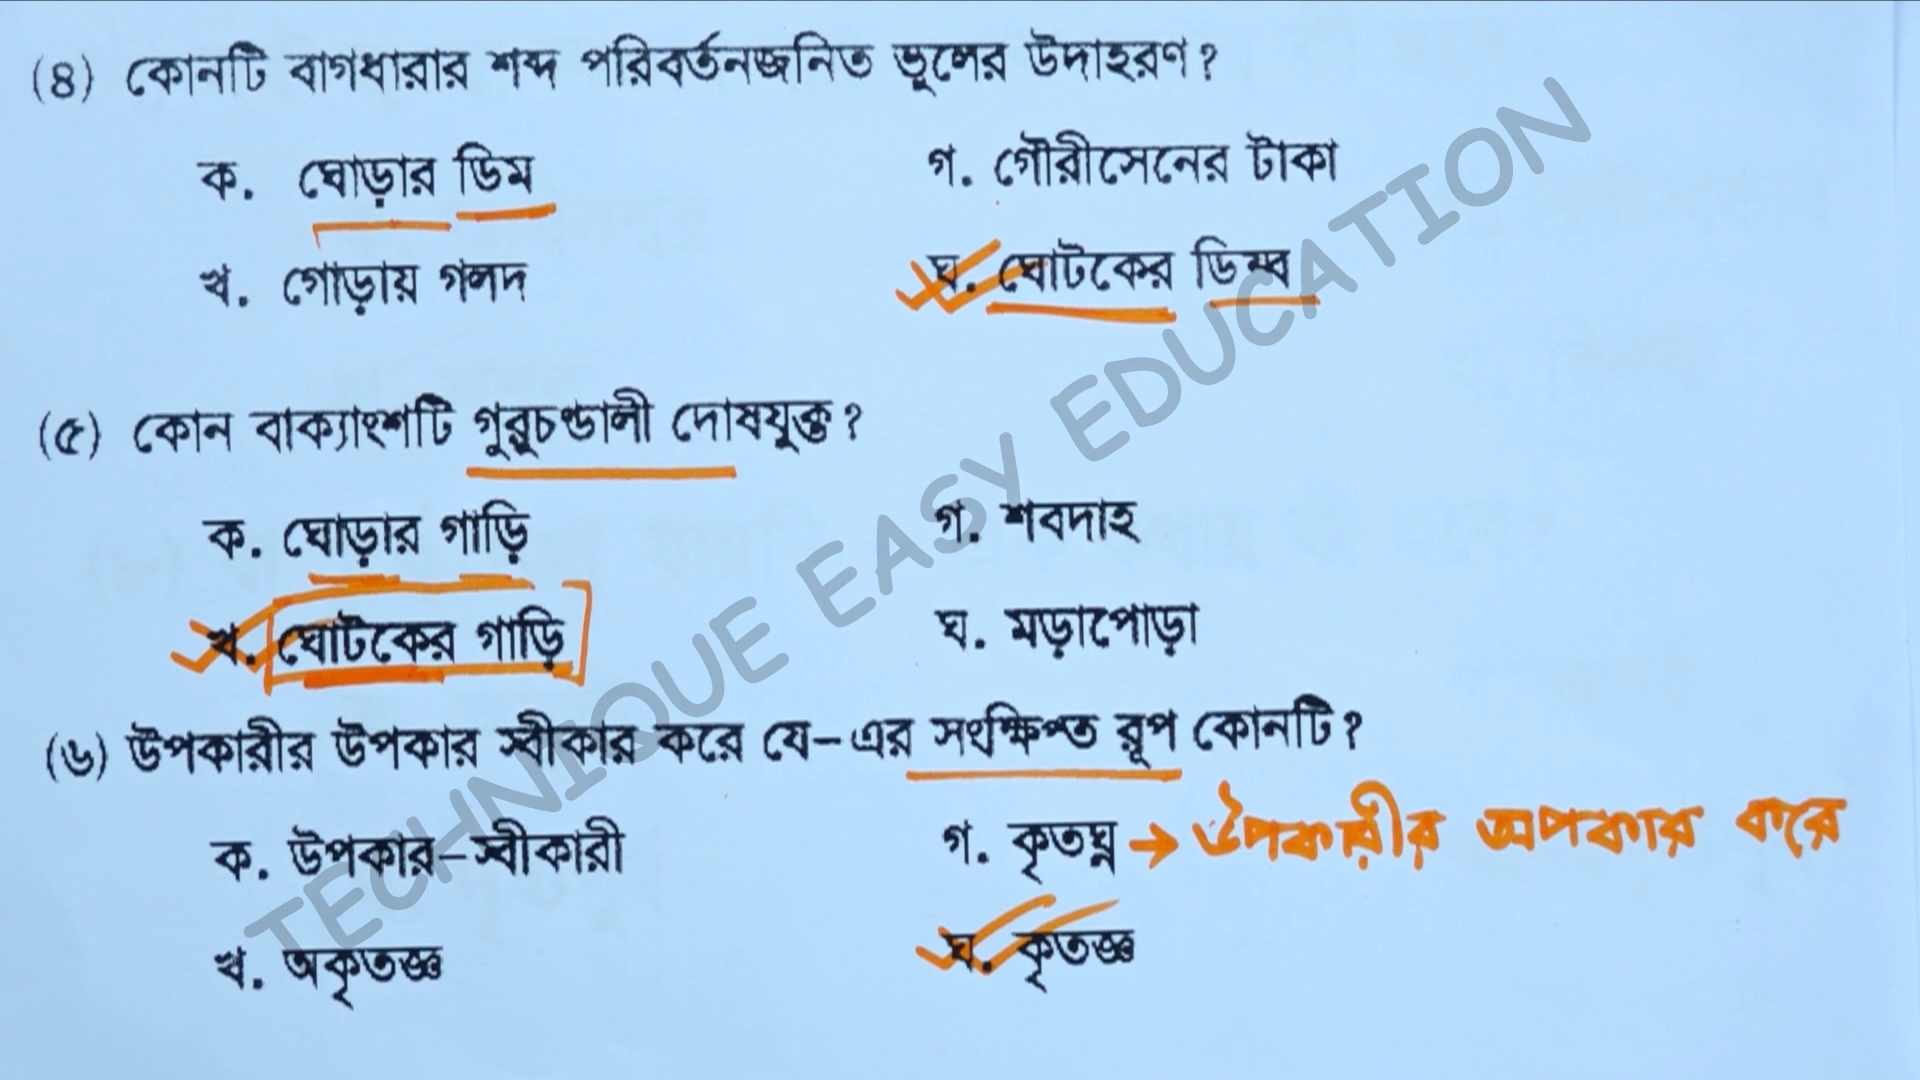 (৪) কোনটি বাগধারার শব্দ পরিবর্তনজনিত ভুলের উদাহরণ?
ক. ঘোড়ার ডিম গ. গৌরীসেনের টাকা
খ. গোড়ায় গলদ ঘ. ঘোটকের ডিম্ব
(৫) কোন বাক্যাংশটি গুরুচণ্ডালী দোষযুক্ত?
ক. ঘোড়ার গাড়ি গ. শবদাহ
খ. ঘোটকের গাড়ি ঘ. মড়াপোড়া
(৬) উপকারীর উপকার স্বীকার করে যে-এর সংক্ষিপ্ত রূপ কোনটি?
ক. উপকার-স্বীকারী গ. কৃতঘ্ন → উপকারীর অপকার করে
খ. অকৃতজ্ঞ ঘ. কৃতজ্ঞ
TECHNIQUE EASY EDUCATION